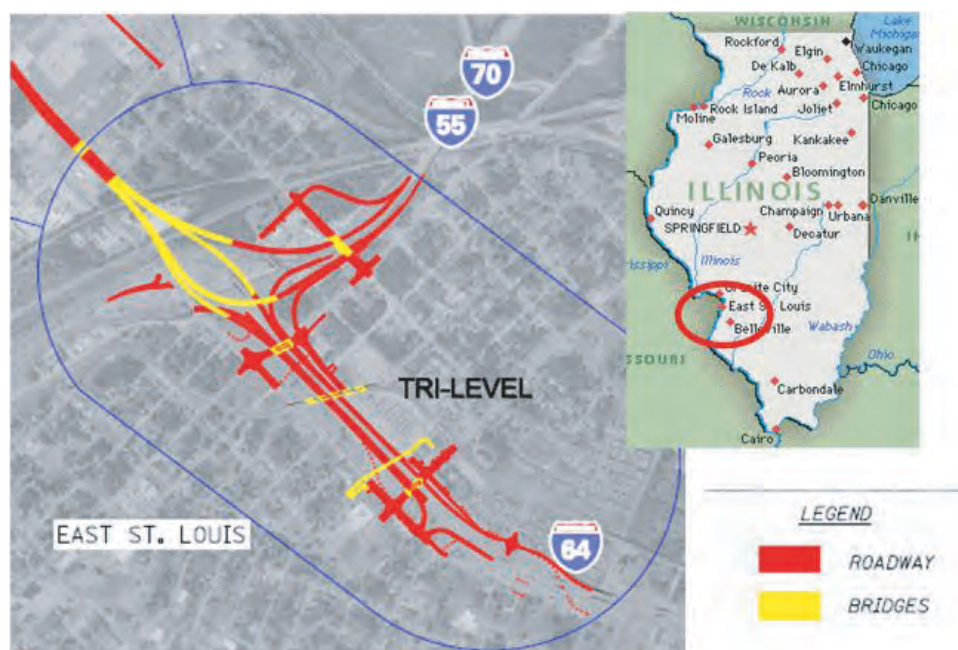 70
55
TRI-LEVEL
EAST ST. LOUIS
64
WISCONSIN
Lake
Michigan
Rockford
Elgin
Waukegan
De Kalb
Chicago
Rock
Aurora
Elmhurst
Rock Island
Joliet
Chicago
Moline
Galesburg
Kankakee
Peoria
Bloomington
ILLINOIS
Quincy
Champaign
Urbana
Danville
SPRINGFIELD
Decatur
Illinois
Granite City
East St. Louis
Belleville
Wabash
SSOURI
Ohio
Carbondale
Cairo
LEGEND
ROADWAY
BRIDGES